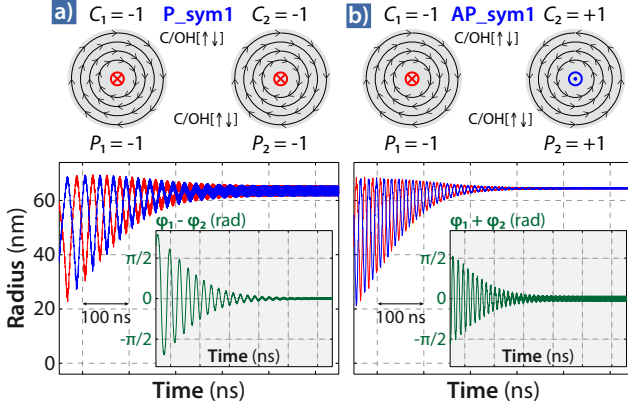 a)
C₁ = -1 P_sym1 C₂ = -1
C/OH[↑↓]
C/OH[↑↓]
P₁ = -1 P₂ = -1
b)
C₁ = -1 AP_sym1 C₂ = +1
C/OH[↑↓]
C/OH[↑↓]
P₁ = -1 P₂ = +1
Radius (nm)
60
40
20
0
100 ns
φ₁ - φ₂ (rad)
π/2
0
-π/2
Time (ns)
Time (ns)
100 ns
φ₁ + φ₂ (rad)
π/2
0
-π/2
Time (ns)
Time (ns)